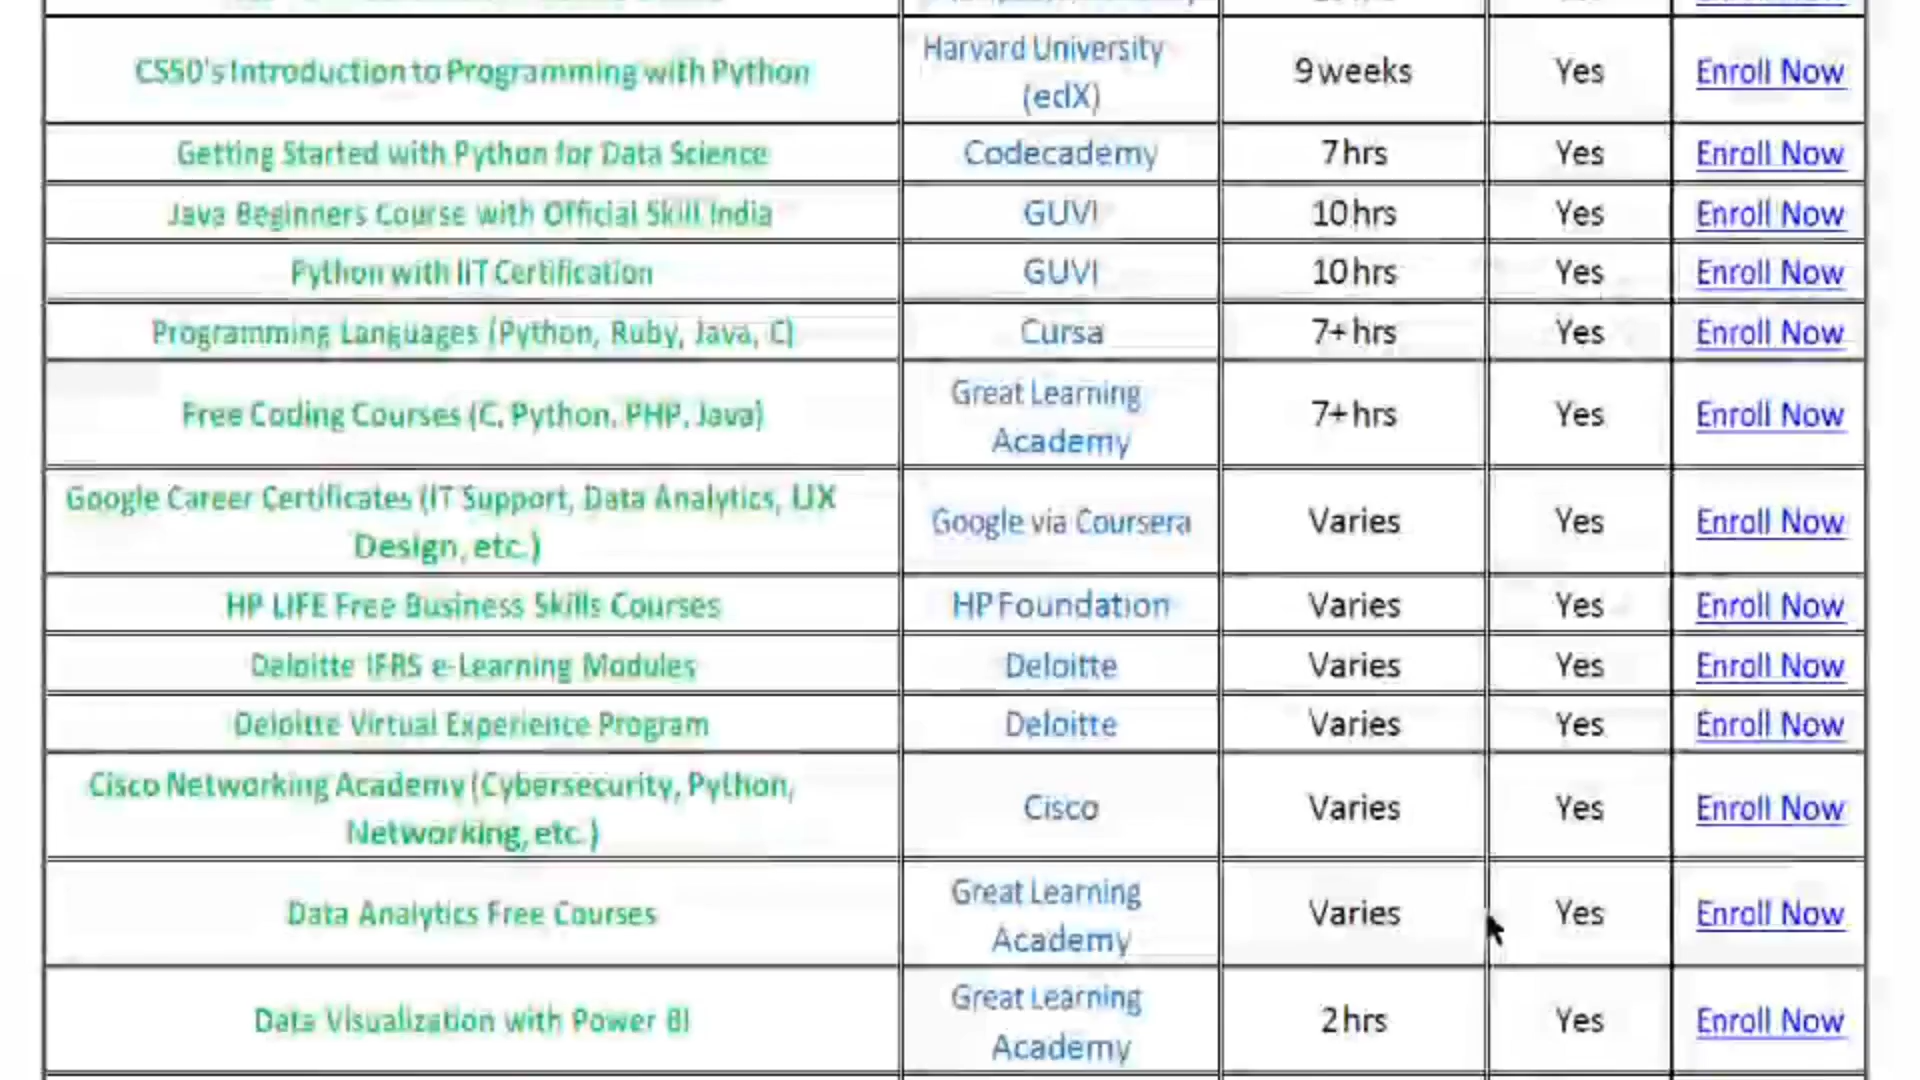 CS50's Introduction to Programming with Python
Harvard University
(edX)
9 weeks
Yes
Enroll Now
Getting Started with Python for Data Science
Codecademy
7 hrs
Yes
Enroll Now
Java Beginners Course with Official Skill India
GUVI
10 hrs
Yes
Enroll Now
Python with IIT Certification
GUVI
10 hrs
Yes
Enroll Now
Programming Languages (Python, Ruby, Java, C)
Cursa
7+ hrs
Yes
Enroll Now
Free Coding Courses (C, Python, PHP, Java)
Great Learning
Academy
7+ hrs
Yes
Enroll Now
Google Career Certificates (IT Support, Data Analytics, UX
Design, etc.)
Google via Coursera
Varies
Yes
Enroll Now
HP LIFE Free Business Skills Courses
HP Foundation
Varies
Yes
Enroll Now
Deloitte IFRS e-Learning Modules
Deloitte
Varies
Yes
Enroll Now
Deloitte Virtual Experience Program
Deloitte
Varies
Yes
Enroll Now
Cisco Networking Academy (Cybersecurity, Python,
Networking, etc.)
Cisco
Varies
Yes
Enroll Now
Data Analytics Free Courses
Great Learning
Academy
Varies
Yes
Enroll Now
Data Visualization with Power BI
Great Learning
Academy
2 hrs
Yes
Enroll Now